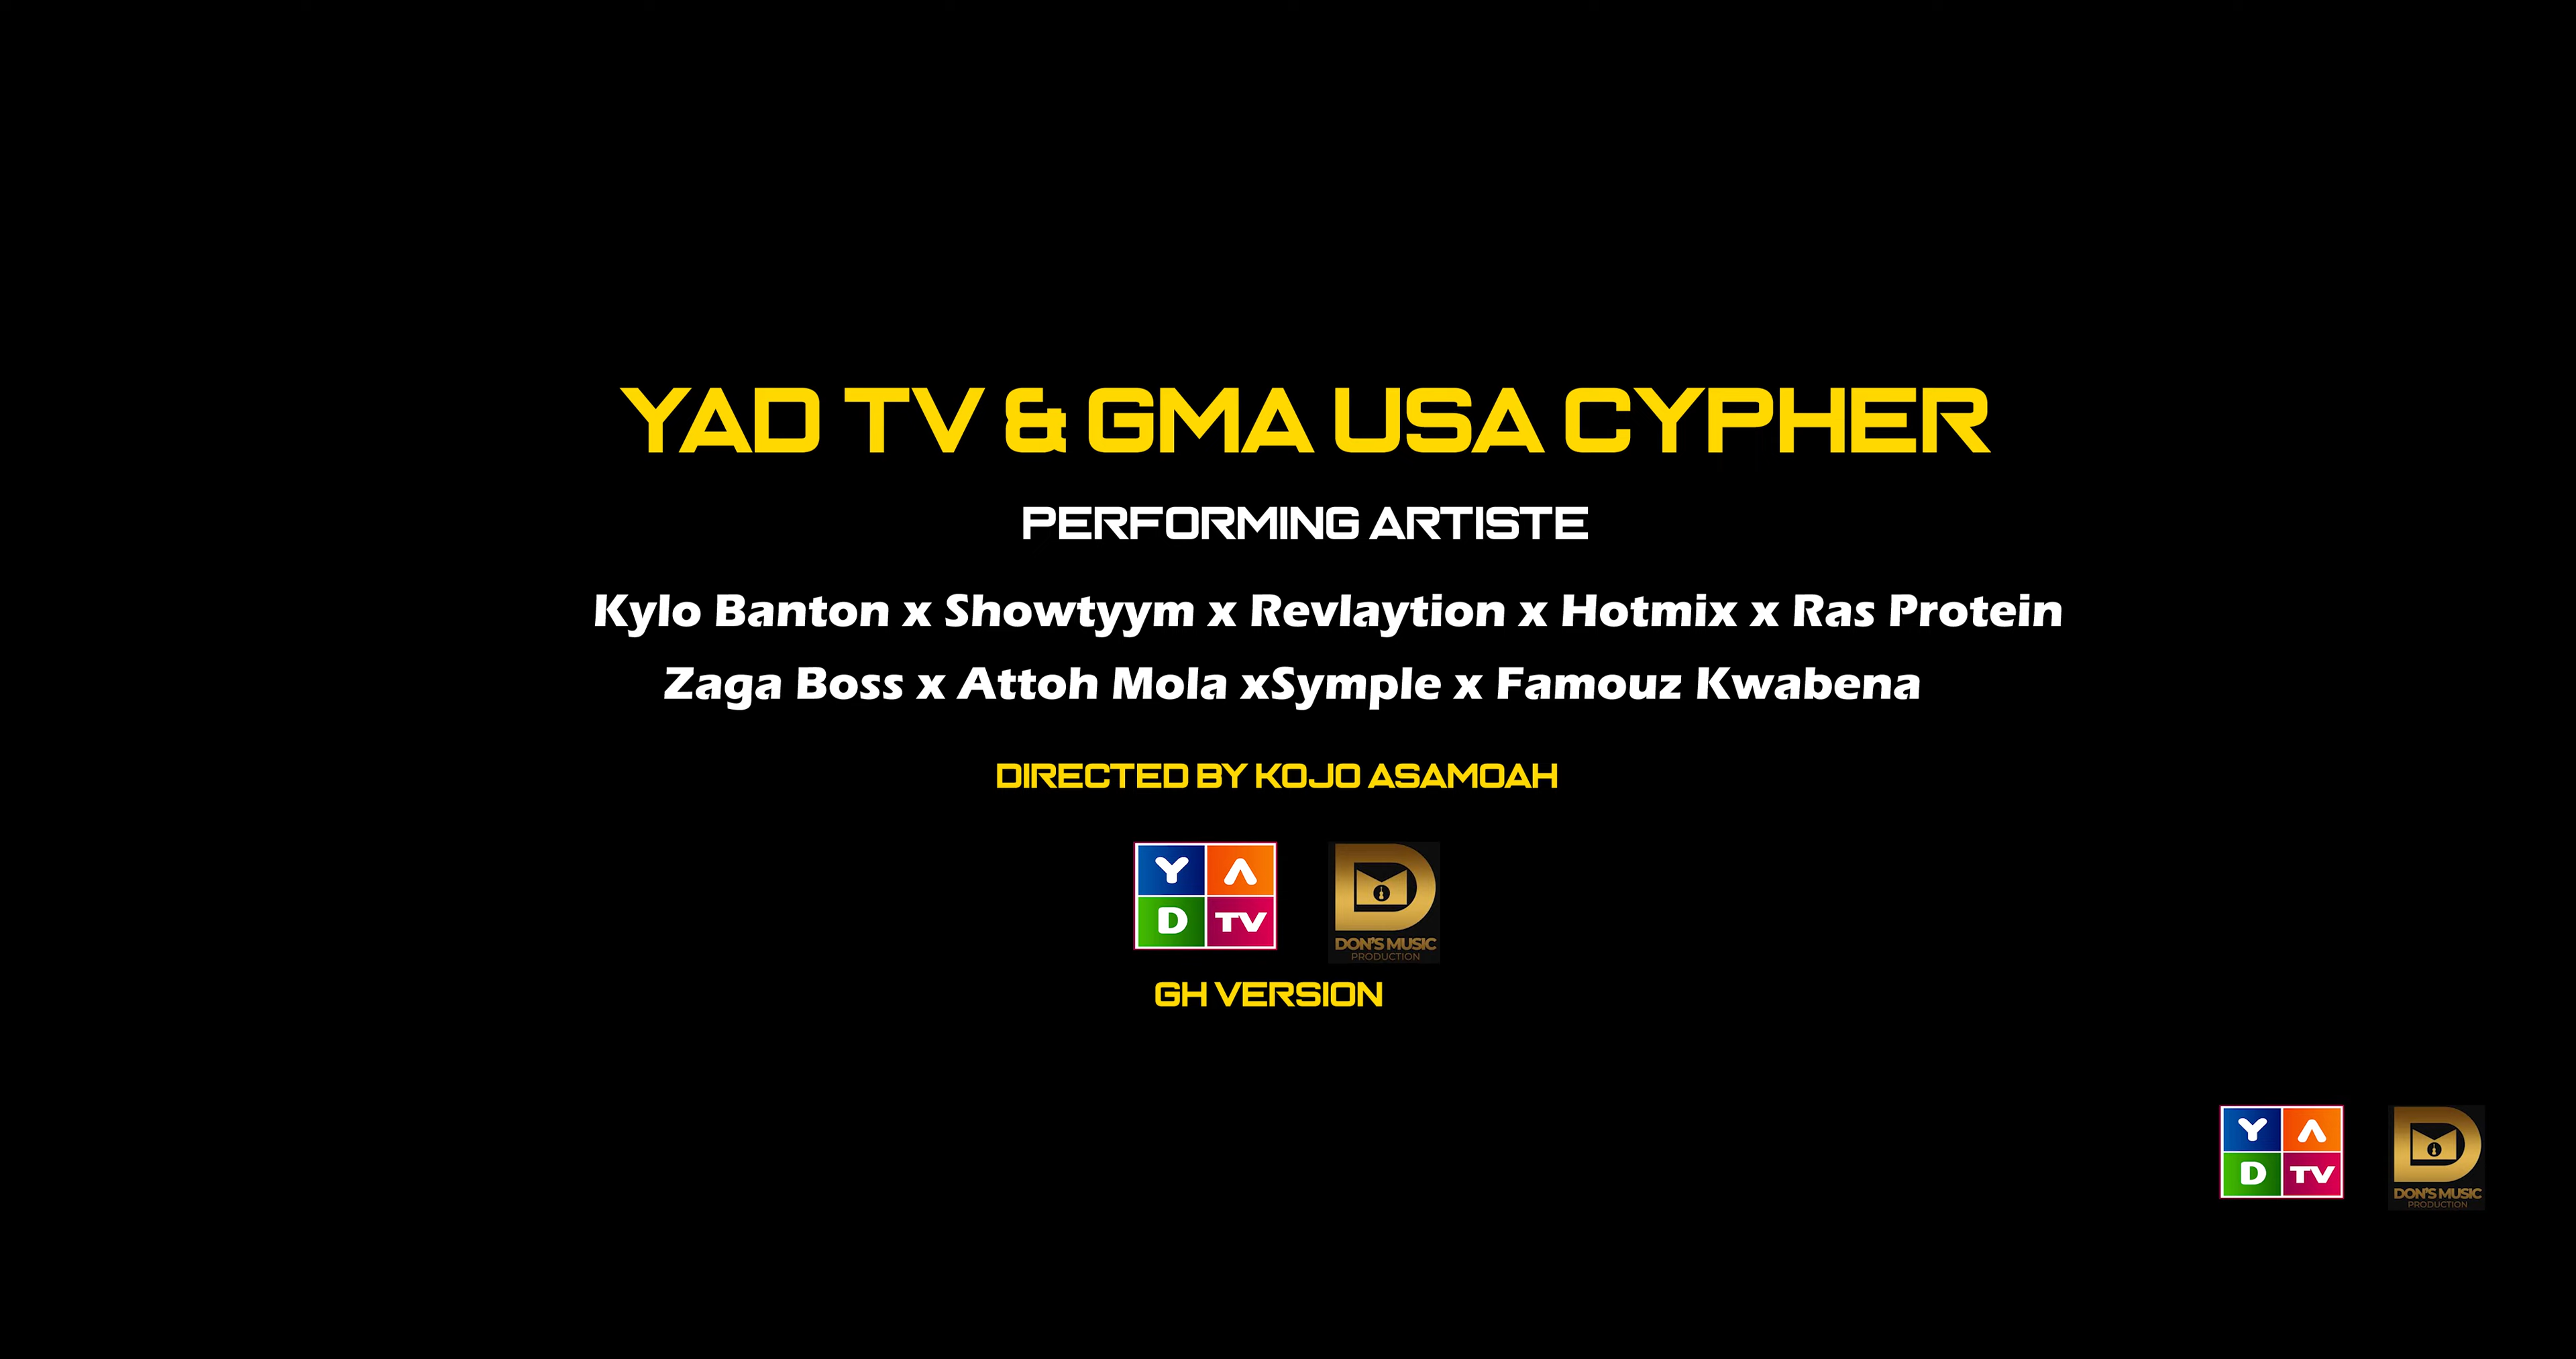 YAD TV & GMA USA CYPHER
PERFORMING ARTISTE
Kylo Banton x Showtyym x Revlaytion x Hotmix x Ras Protein
Zaga Boss x Attoh Mola xSymple x Famouz Kwabena
DIRECTED BY KOJO ASAMOAH
Y A
D TV
DON'S MUSIC
PRODUCTION
GH VERSION
Y A
D TV
DON'S MUSIC
PRODUCTION